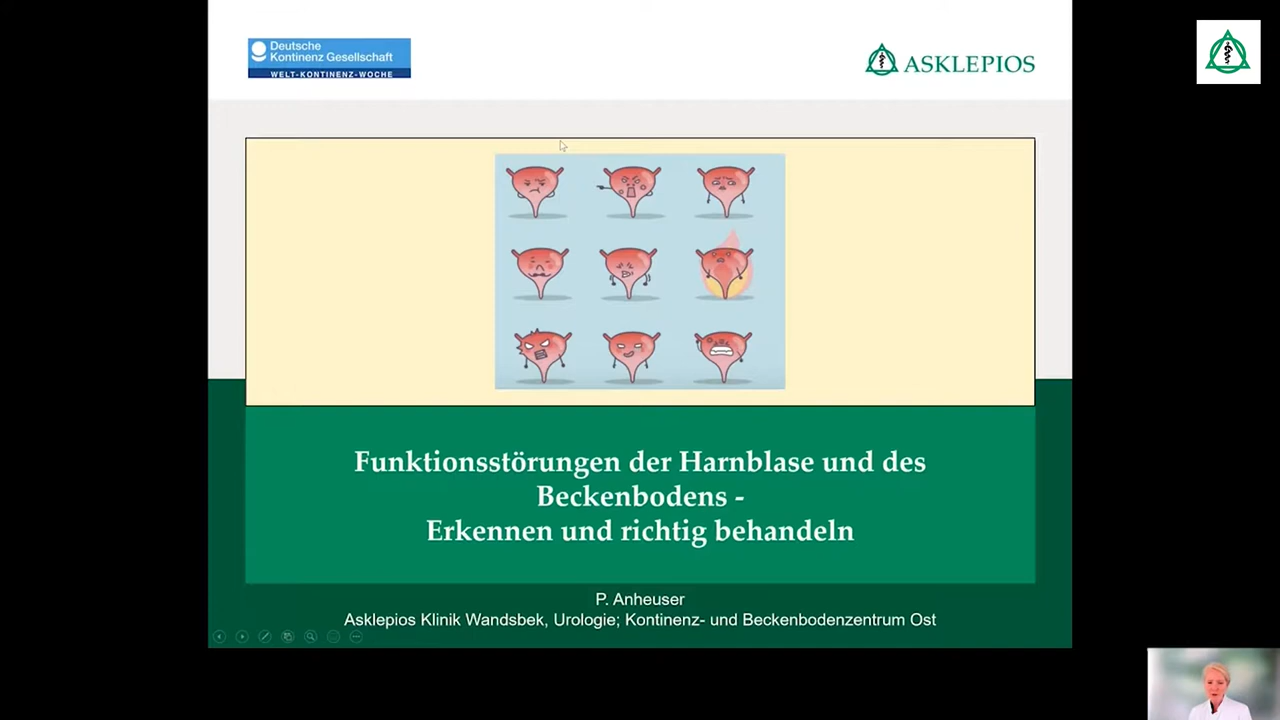 Deutsche
Kontinenz Gesellschaft
WELT-KONTINENZ-WOCHE
ASKLEPIOS
Funktionsstörungen der Harnblase und des
Beckenbodens -
Erkennen und richtig behandeln
P. Anheuser
Asklepios Klinik Wandsbek, Urologie; Kontinenz- und Beckenbodenzentrum Ost